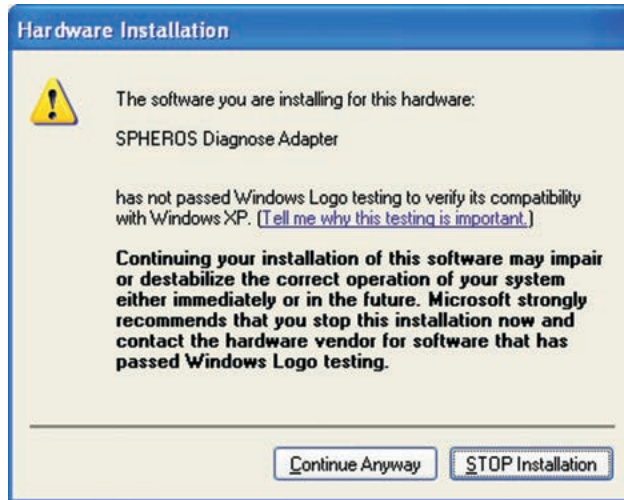 Hardware Installation
The software you are installing for this hardware:
SPHEROS Diagnose Adapter
has not passed Windows Logo testing to verify its compatibility
with Windows XP. (Tell me why this testing is important.)
Continuing your installation of this software may impair
or destabilize the correct operation of your system
either immediately or in the future. Microsoft strongly
recommends that you stop this installation now and
contact the hardware vendor for software that has
passed Windows Logo testing.
Continue Anyway
STOP Installation